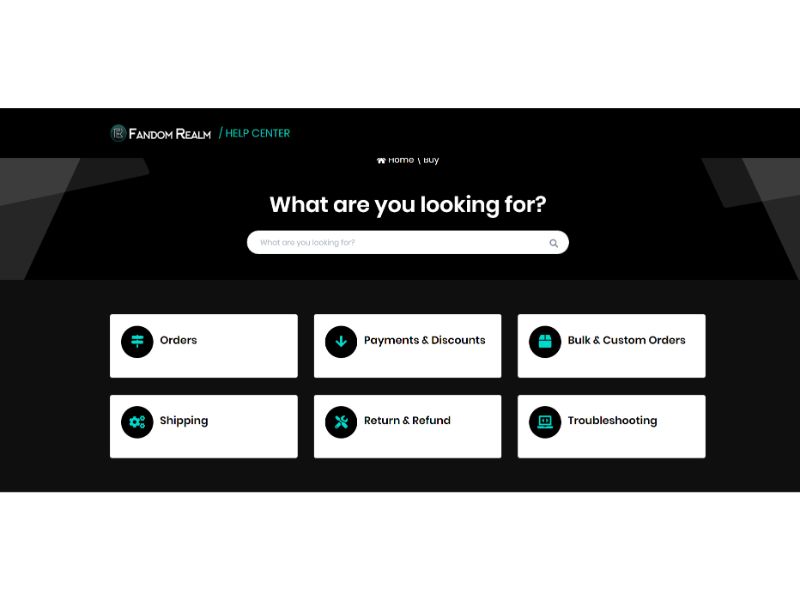 FANDOM REALM / HELP CENTER
Home \ Buy
What are you looking for?
What are you looking for?
Orders
Payments & Discounts
Bulk & Custom Orders
Shipping
Return & Refund
Troubleshooting